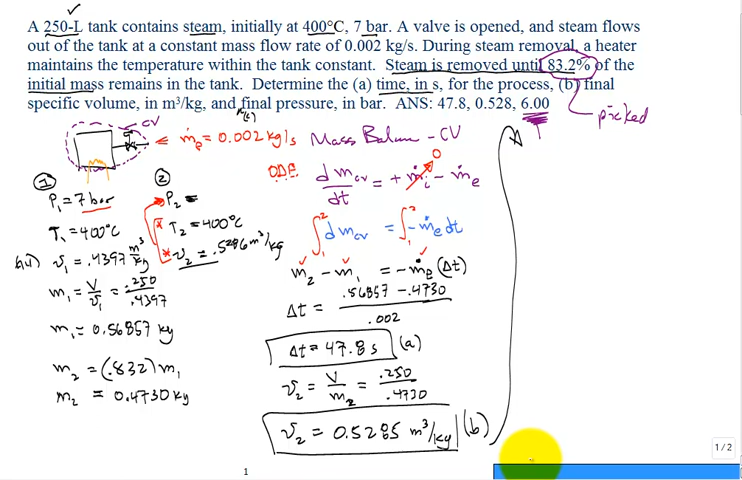 A 250-L tank contains steam, initially at 400°C, 7 bar. A valve is opened, and steam flows
out of the tank at a constant mass flow rate of 0.002 kg/s. During steam removal, a heater
maintains the temperature within the tank constant. Steam is removed until 83.2% of the
initial mass remains in the tank. Determine the (a) time, in s, for the process, (b) final
specific volume, in m³/kg, and final pressure, in bar. ANS: 47.8, 0.528, 6.00
picked
CV
ṁe = 0.002 kg/s
Mass Balance - CV
ODE
dmcv/dt = + ṁi - ṁe
0
1
2
P1 = 7 bar
P2 =
T1 = 400°C
T2 = 400°C
v1 = .4397 m³/kg
v2 = .5286 m³/kg
∫₁² dmcv = ∫₁² -ṁe dt
m1 = V/v1 = .250/.4397
m2 - m1 = -ṁe (Δt)
m1 = 0.56857 kg
Δt = .56857 - .4730/.002
m2 = (.832) m1
Δt = 47.8 s (a)
m2 = 0.4730 kg
v2 = V/m2 = .250/.4730
v2 = 0.5285 m³/kg (b)
1/2
1